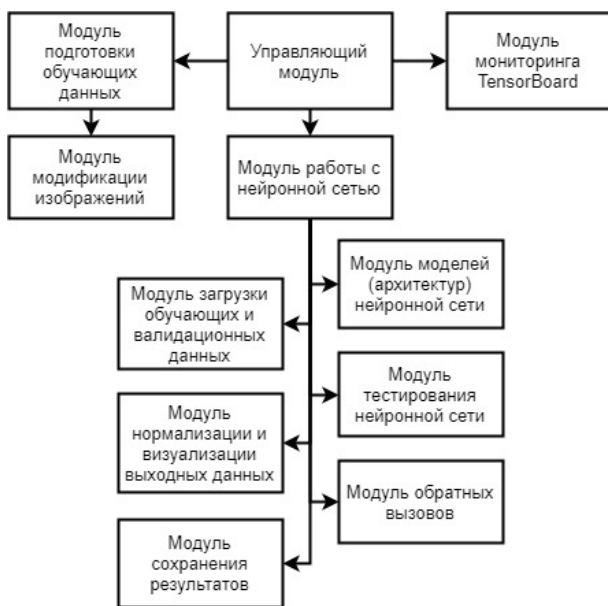 Модуль
подготовки
обучающих
данных
Управляющий
модуль
Модуль
мониторинга
TensorBoard
Модуль
модификации
изображений
Модуль работы с
нейронной сетью
Модуль моделей
(архитектур)
нейронной сети
Модуль загрузки
обучающих и
валидационных
данных
Модуль
тестирования
нейронной сети
Модуль
нормализации и
визуализации
выходных данных
Модуль обратных
вызовов
Модуль
сохранения
результатов